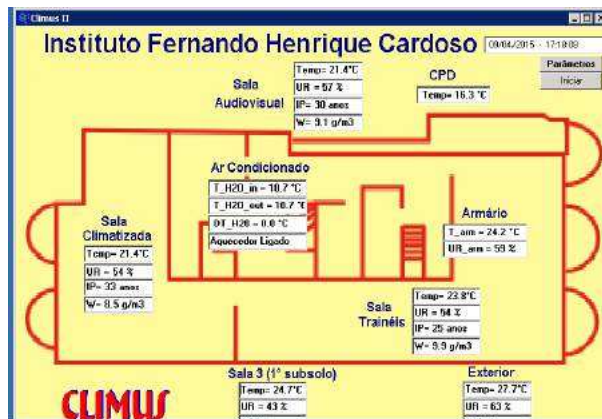 Climus II
Instituto Fernando Henrique Cardoso
09/04/2015 - 17:18:08
Parâmetros
Iniciar
Sala
Audiovisual
Temp= 21.4°C
UR = 57 %
IP= 30 anos
W= 9.1 g/m3
CPD
Temp= 16.3 °C
Ar Condicionado
T_H2O_in = 10.7 °C
T_H2O_out = 10.7 °C
DT_H20 = 0.0 °C
Aquecedor Ligado
Sala
Climatizada
Temp= 21.4°C
UR = 54 %
IP= 33 anos
W= 8.5 g/m3
Armário
T_arm = 24.2 °C
UR_arm = 59 %
Sala
Trainéis
Temp= 23.8°C
UR = 54 %
IP= 25 anos
W= 9.9 g/m3
Sala 3 (1° subsolo)
Temp= 24.7°C
UR = 43 %
Exterior
Temp= 27.7°C
UR = 63 %
CLIMUS